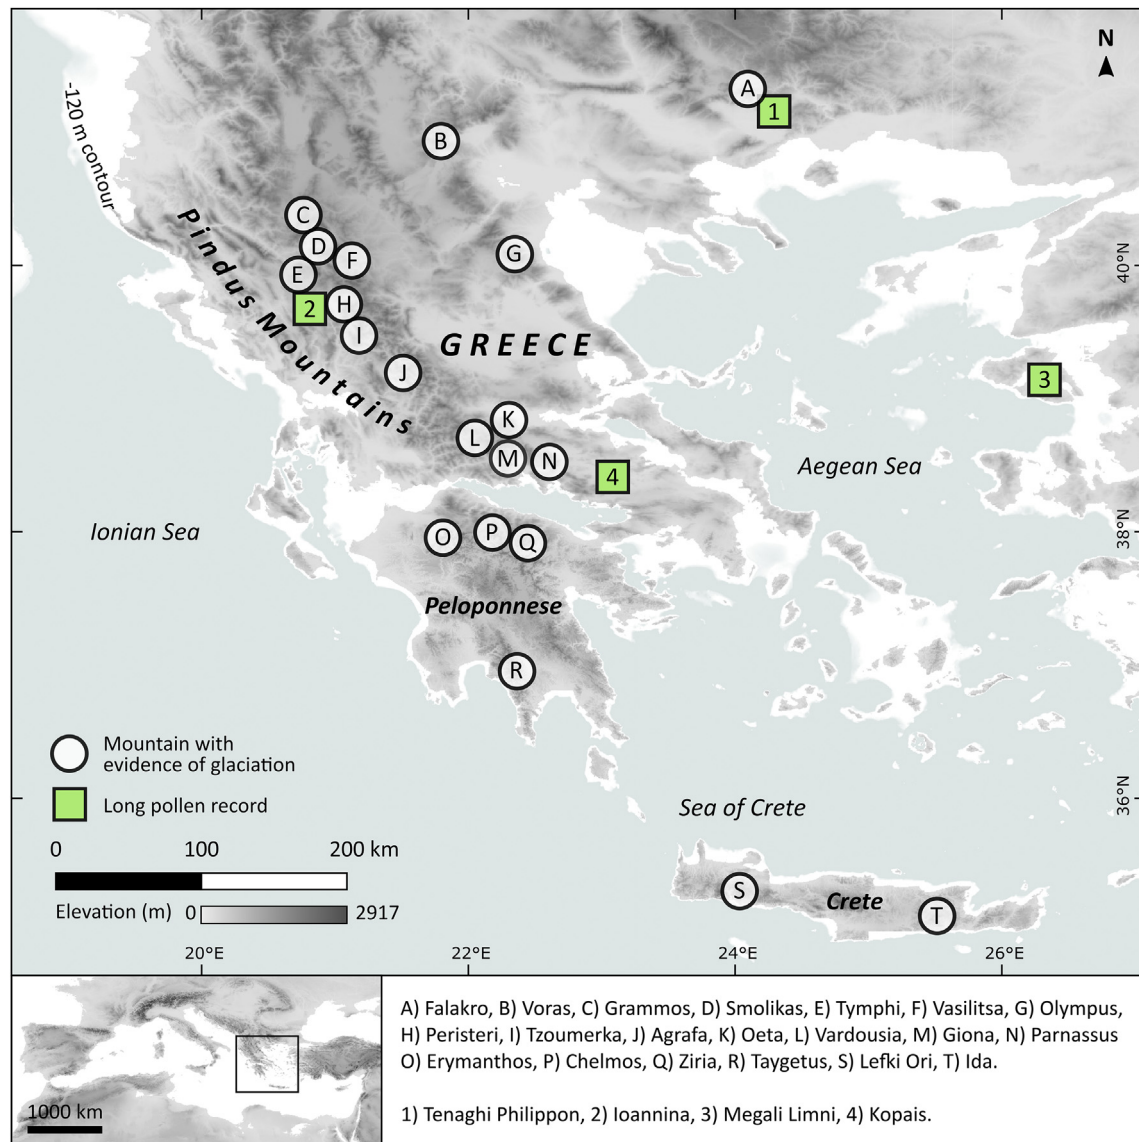 N
A
1
-120 m contour
B
C
D
F
G
E
40°N
2
H
I
Pindus Mountains
GREECE
J
3
K
L
M
N
4
Aegean Sea
Ionian Sea
O
P
Q
38°N
Peloponnese
R
Mountain with
evidence of glaciation
Long pollen record
Sea of Crete
36°N
0 100 200 km
Elevation (m) 0 2917
S
Crete
T
20°E 22°E 24°E 26°E
1000 km
A) Falakro, B) Voras, C) Grammos, D) Smolikas, E) Tymphi, F) Vasilitsa, G) Olympus,
H) Peristeri, I) Tzoumerka, J) Agrafa, K) Oeta, L) Vardousia, M) Giona, N) Parnassus
O) Erymanthos, P) Chelmos, Q) Ziria, R) Taygetus, S) Lefki Ori, T) Ida.
1) Tenaghi Philippon, 2) Ioannina, 3) Megali Limni, 4) Kopais.